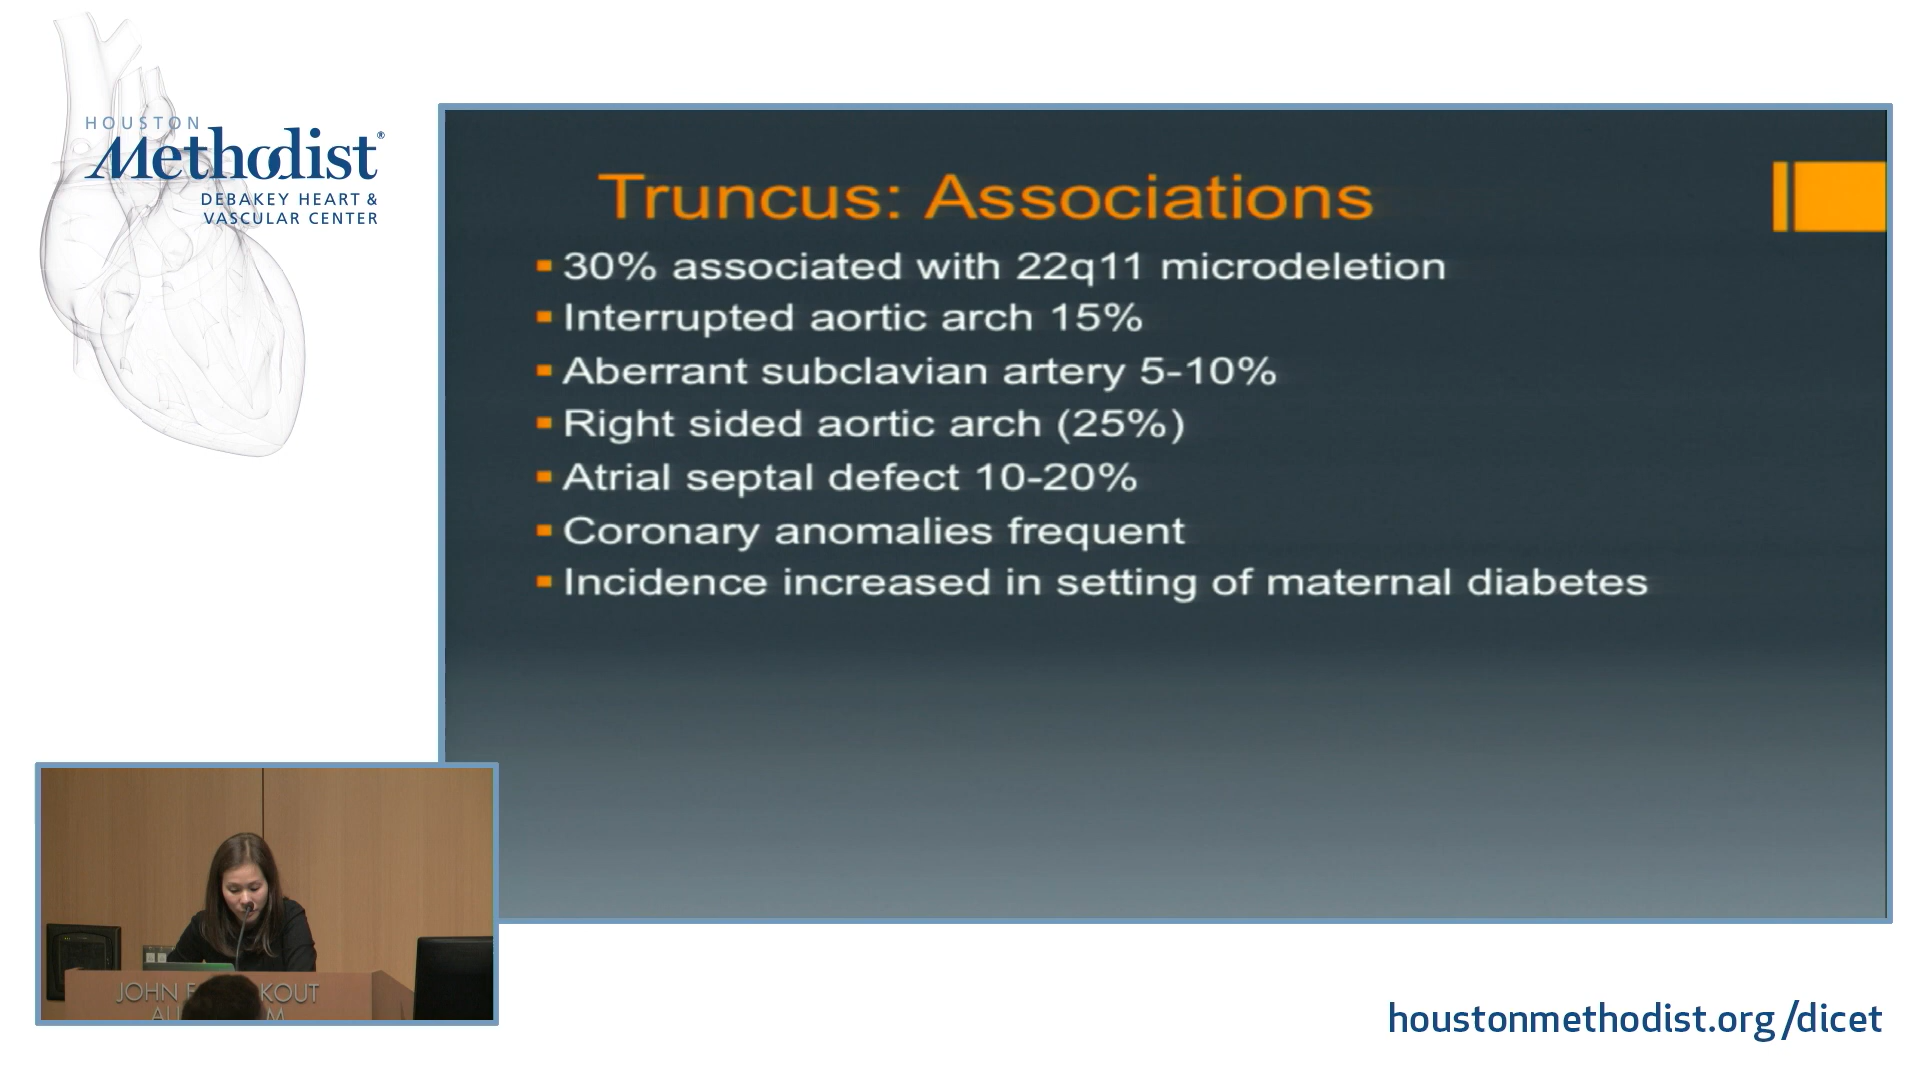 HOUSTON
Methodist®
DEBAKEY HEART &
VASCULAR CENTER
Truncus: Associations
30% associated with 22q11 microdeletion
Interrupted aortic arch 15%
Aberrant subclavian artery 5-10%
Right sided aortic arch (25%)
Atrial septal defect 10-20%
Coronary anomalies frequent
Incidence increased in setting of maternal diabetes
JOHN
houstonmethodist.org/dicet